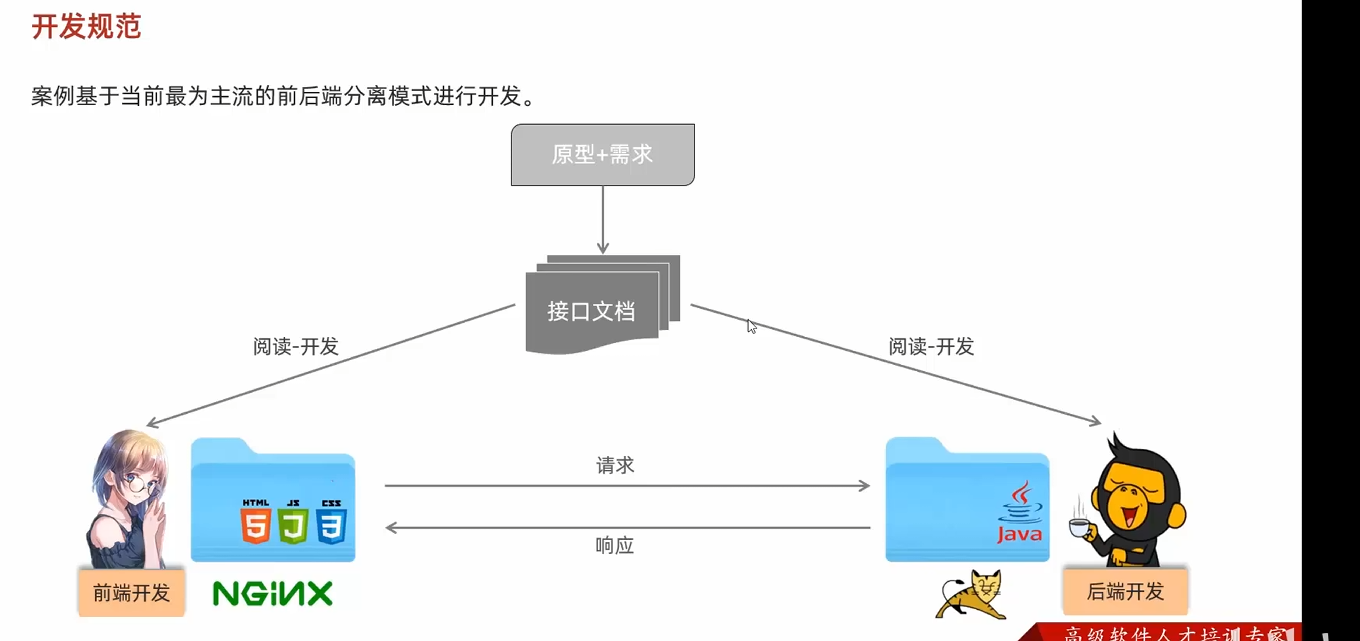 开发规范
案例基于当前最为主流的前后端分离模式进行开发。
原型+需求
接口文档
阅读-开发
阅读-开发
请求
响应
HTML JS CSS
5 J 3
Java
前端开发
NGiNX
后端开发
高级软件人才培训专家